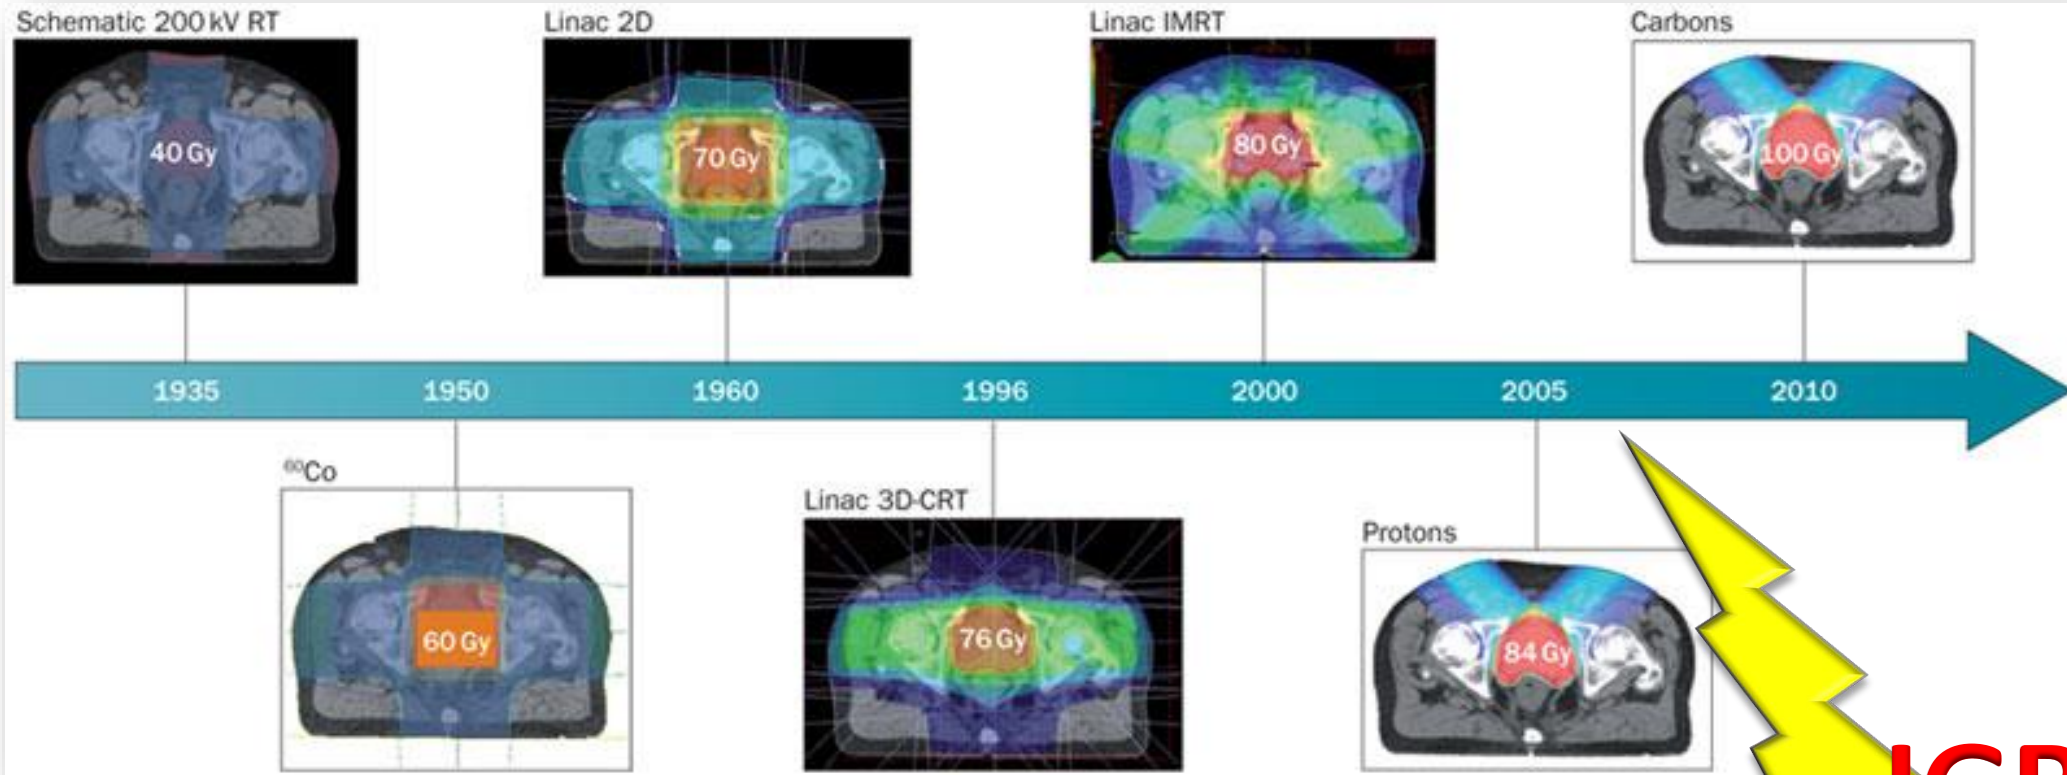 Schematic 200 kV RT
40 Gy
Linac 2D
70 Gy
Linac IMRT
80 Gy
Carbons
100 Gy
1935
1950
1960
1996
2000
2005
2010
⁶⁰Co
60 Gy
Linac 3D-CRT
76 Gy
Protons
84 Gy